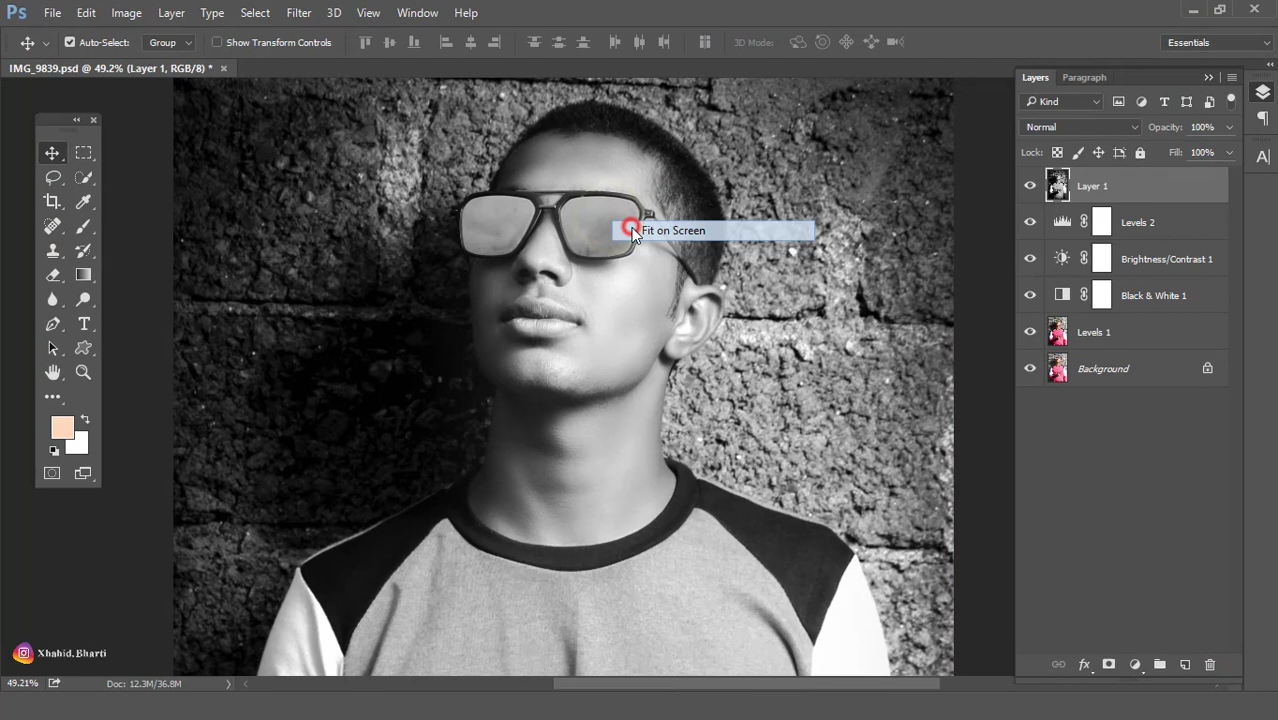 Ps File Edit Image Layer Type Select Filter 3D View Window Help
Auto-Select: Group Show Transform Controls 3D Mode: Essentials
IMG_9839.psd @ 49.2% (Layer 1, RGB/8) *
Layers Paragraph
Kind
Normal Opacity: 100%
Lock: Fill: 100%
Layer 1
Levels 2
Fit on Screen
Brightness/Contrast 1
Black & White 1
Levels 1
Background
fx
Xhahid.Bharti
49.21% Doc: 12.3M/36.8M